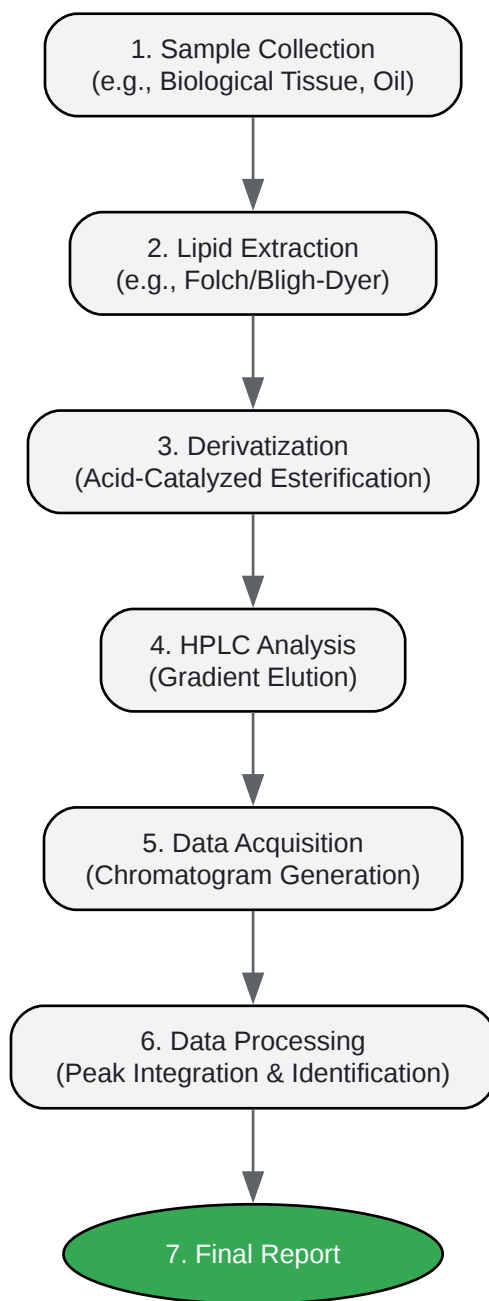 1. Sample Collection
(e.g., Biological Tissue, Oil)
2. Lipid Extraction
(e.g., Folch/Bligh-Dyer)
3. Derivatization
(Acid-Catalyzed Esterification)
4. HPLC Analysis
(Gradient Elution)
5. Data Acquisition
(Chromatogram Generation)
6. Data Processing
(Peak Integration & Identification)
7. Final Report